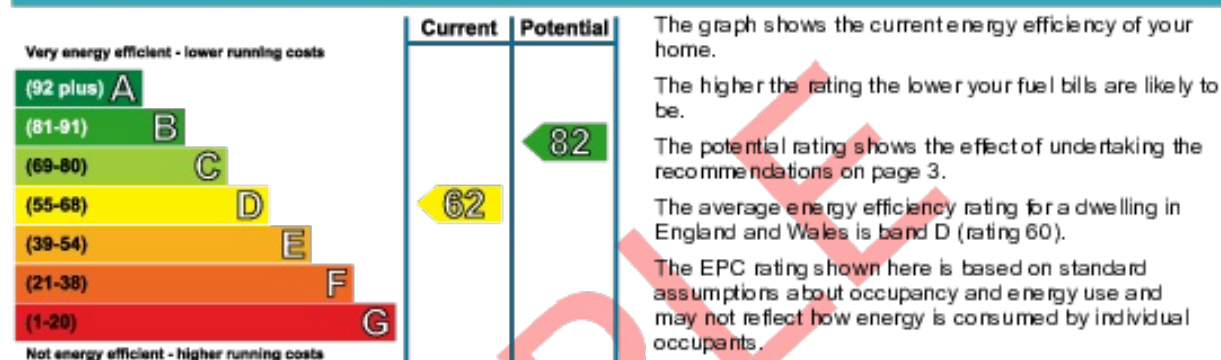 Current Potential
Very energy efficient - lower running costs
(92 plus) A
(81-91) B
(69-80) C
(55-68) D
(39-54) E
(21-38) F
(1-20) G
Not energy efficient - higher running costs
82
62
The graph shows the current energy efficiency of your
home.
The higher the rating the lower your fuel bills are likely to
be.
The potential rating shows the effect of undertaking the
recommendations on page 3.
The average energy efficiency rating for a dwelling in
England and Wales is band D (rating 60).
The EPC rating shown here is based on standard
assumptions about occupancy and energy use and
may not reflect how energy is consumed by individual
occupants.
PLE